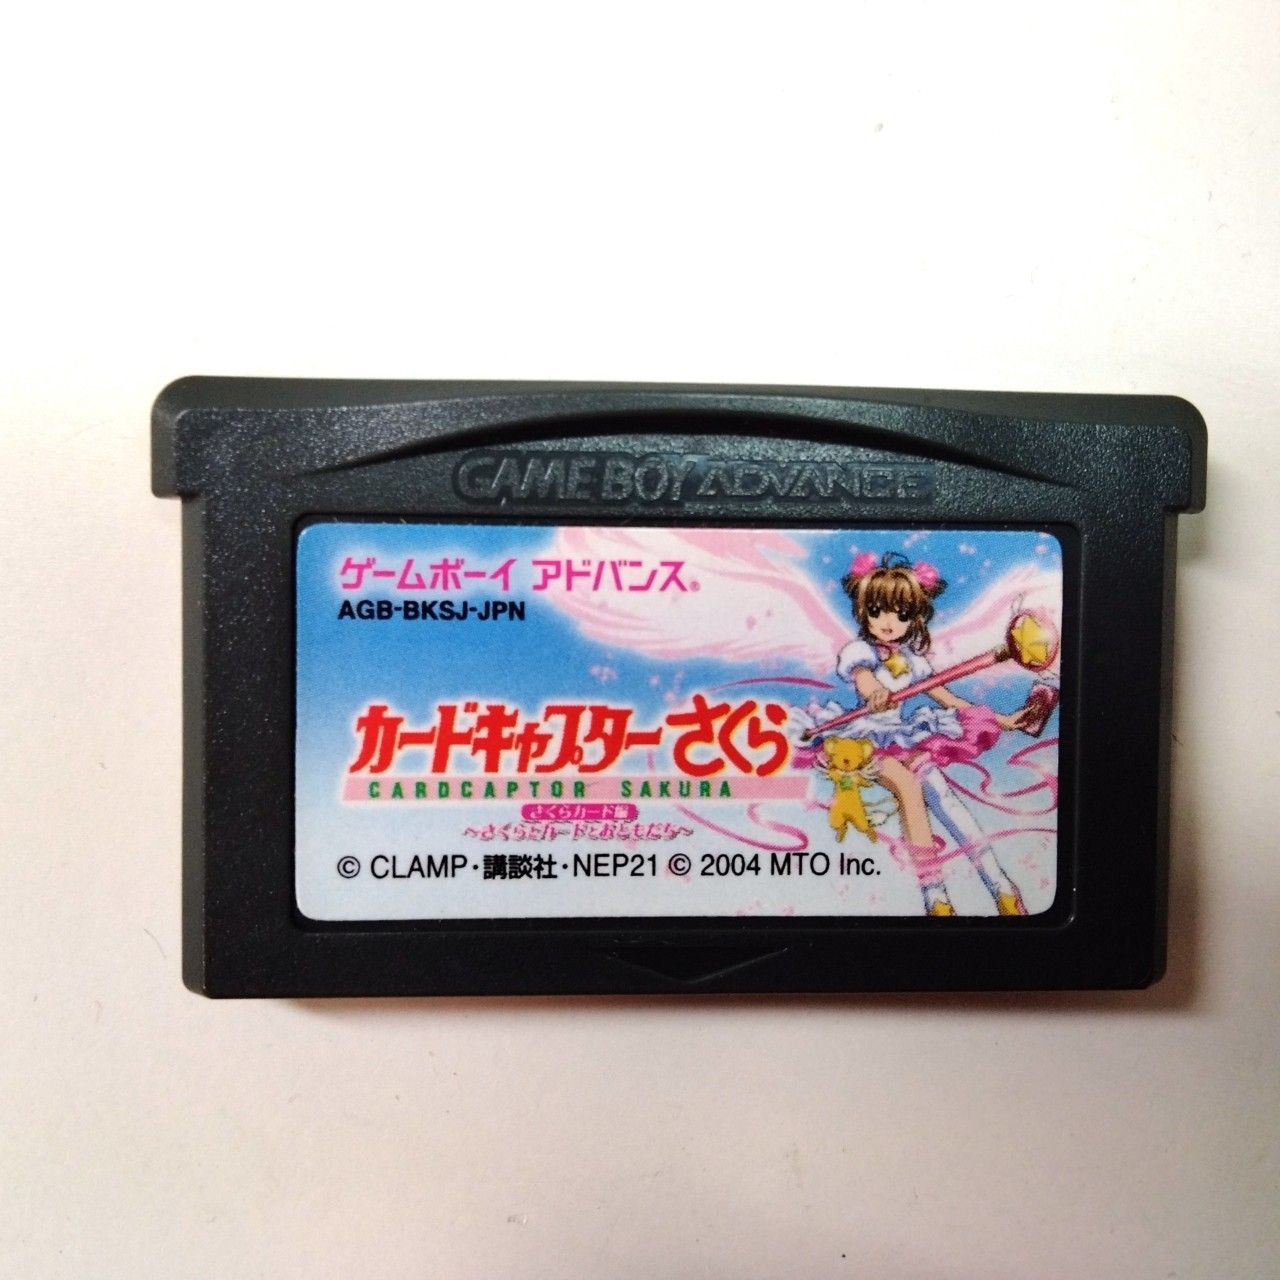 GAME BOY ADVANCE
ゲームボーイ アドバンス®
AGB-BKSJ-JPN
カードキャプターさくら
CARDCAPTOR SAKURA
さくらカード編
～さくらとカードとおともだち～
© CLAMP・講談社・NEP21 © 2004 MTO Inc.